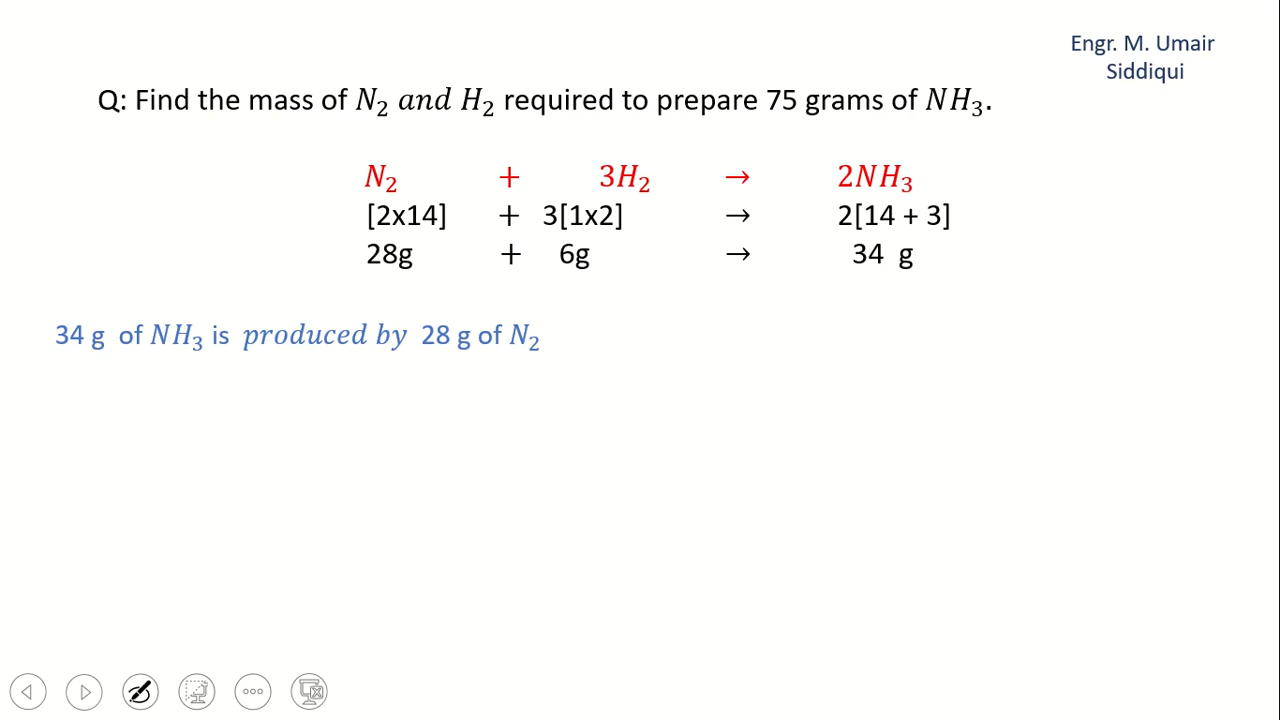 Engr. M. Umair
Siddiqui
Q: Find the mass of N₂ and H₂ required to prepare 75 grams of NH₃.
N₂ + 3H₂ → 2NH₃
[2x14] + 3[1x2] → 2[14 + 3]
28g + 6g → 34 g
34 g of NH₃ is produced by 28 g of N₂